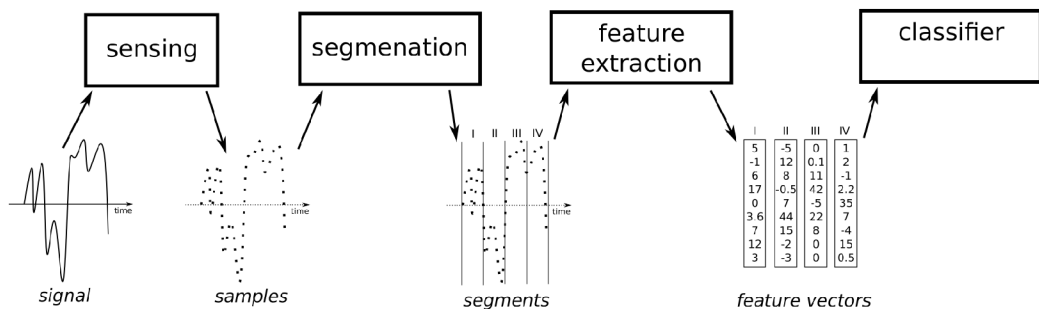 sensing
segmenation
feature
extraction
classifier
time
signal
time
samples
I II III IV
time
segments
I II III IV
5 -5 0 1
-1 12 0.1 2
6 8 11 -1
17 -0.5 42 2.2
0 7 -5 35
3.6 44 22 7
7 15 8 -4
12 -2 0 15
3 -3 0 0.5
feature vectors